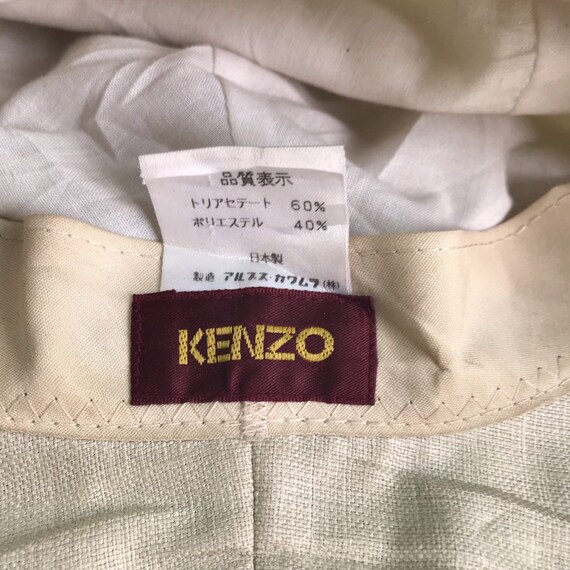 品質表示
トリアセテート 60%
ポリエステル 40%
日本製
製造 アルプス・カワムラ(株)
KENZO